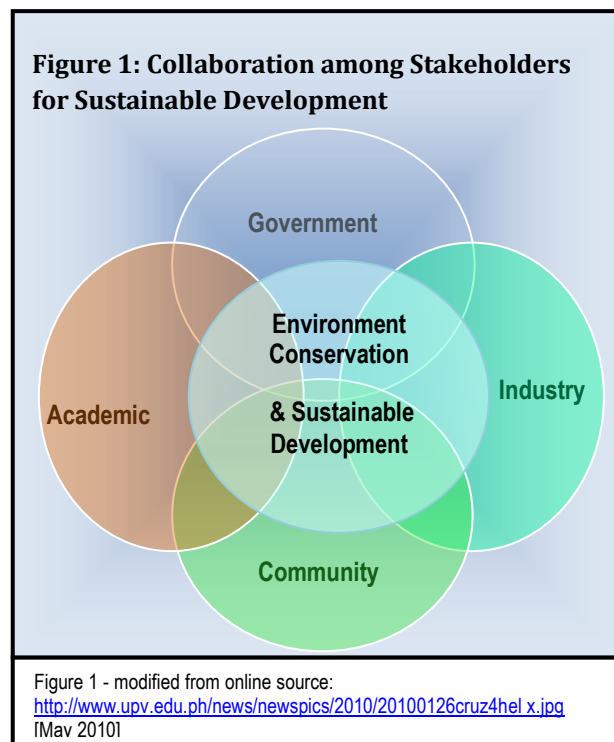 Figure 1: Collaboration among Stakeholders
for Sustainable Development
Government
Environment
Conservation
Academic
Industry
& Sustainable
Development
Community
Figure 1 - modified from online source:
http://www.upv.edu.ph/news/newspics/2010/20100126cruz4hel x.jpg
[May 2010]